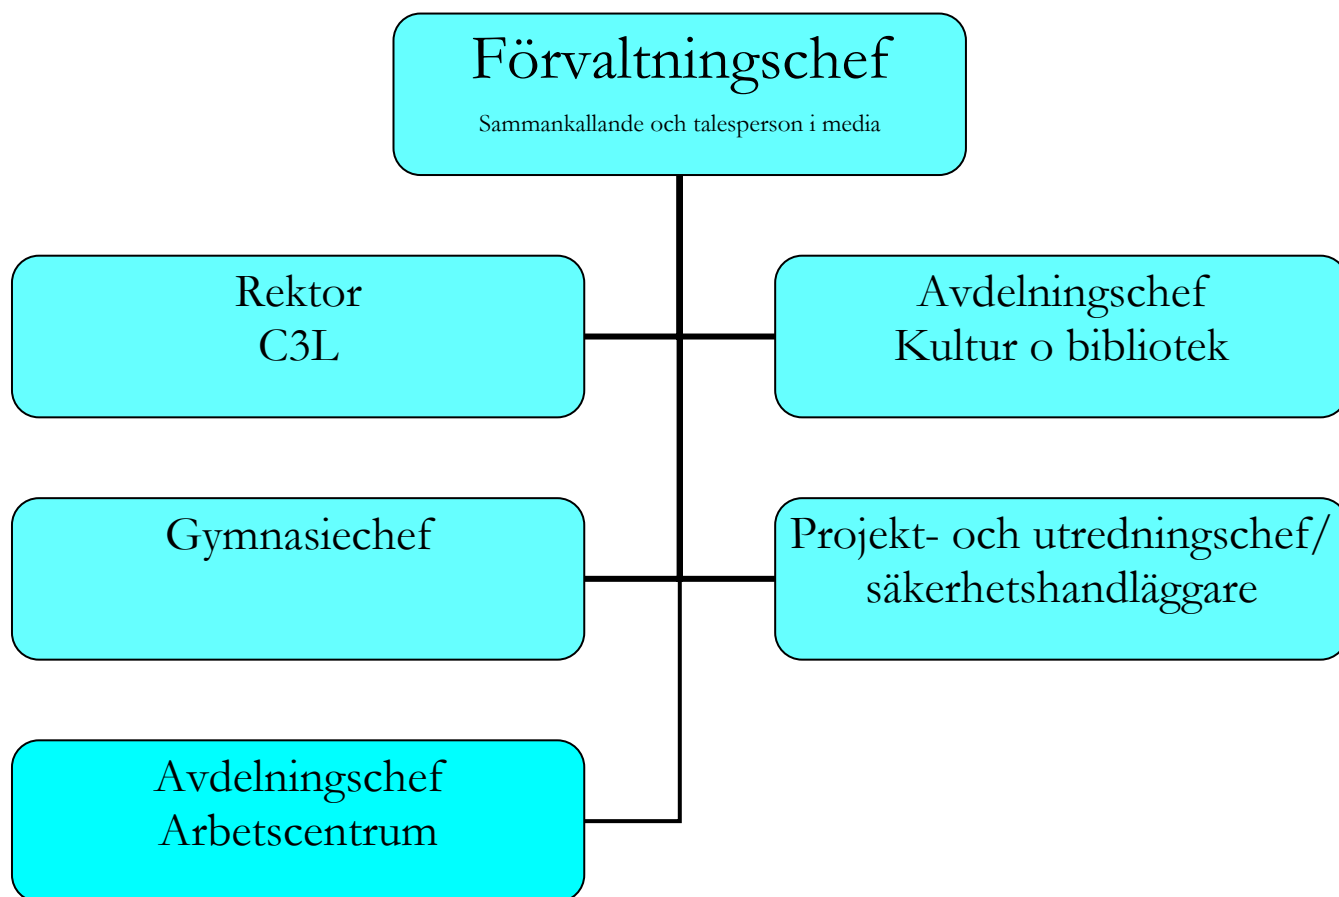 Förvaltningschef
Sammankallande och talesperson i media
Rektor
C3L
Avdelningschef
Kultur o bibliotek
Gymnasiechef
Projekt- och utredningschef/
säkerhetshandläggare
Avdelningschef
Arbetscentrum